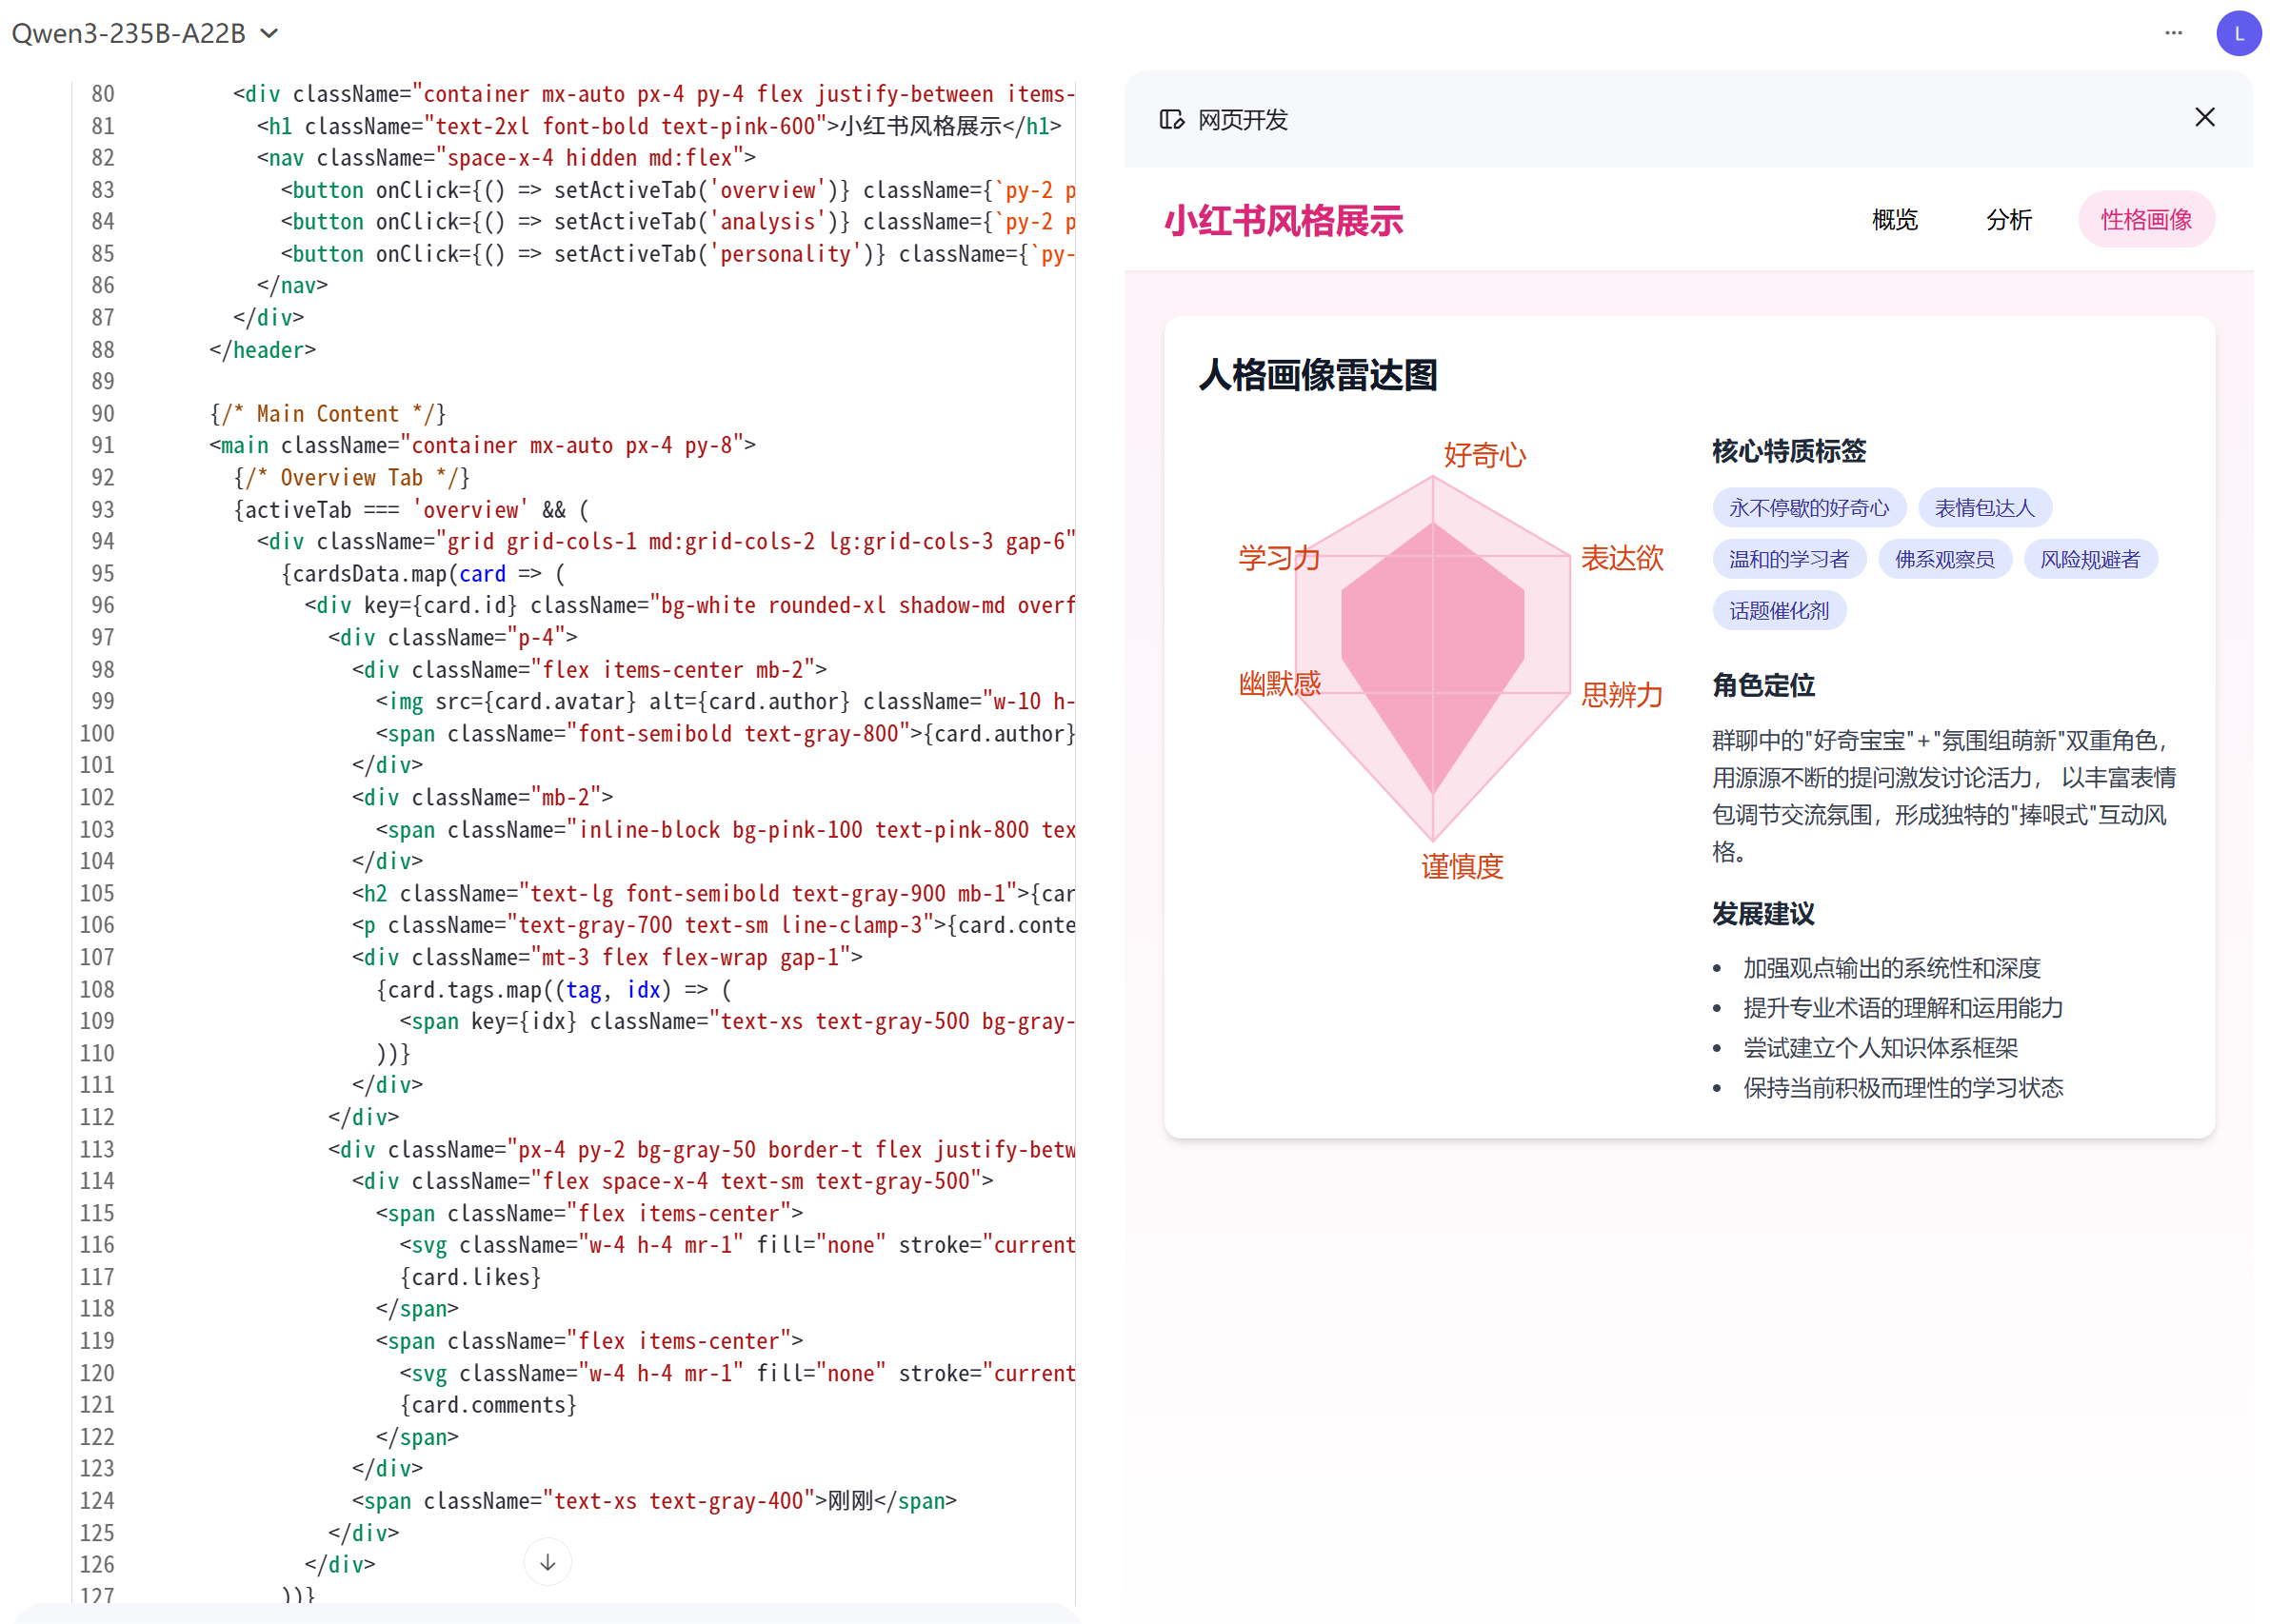 Qwen3-235B-A22B
L
80 <div className="container mx-auto px-4 py-4 flex justify-between items-
81 <h1 className="text-2xl font-bold text-pink-600">小红书风格展示</h1>
82 <nav className="space-x-4 hidden md:flex">
83 <button onClick={() => setActiveTab('overview')} className={`py-2 p
84 <button onClick={() => setActiveTab('analysis')} className={`py-2 p
85 <button onClick={() => setActiveTab('personality')} className={`py-
86 </nav>
87 </div>
88 </header>
89
90 {/* Main Content */}
91 <main className="container mx-auto px-4 py-8">
92 {/* Overview Tab */}
93 {activeTab === 'overview' && (
94 <div className="grid grid-cols-1 md:grid-cols-2 lg:grid-cols-3 gap-6"
95 {cardsData.map(card => (
96 <div key={card.id} className="bg-white rounded-xl shadow-md overf
97 <div className="p-4">
98 <div className="flex items-center mb-2">
99 <img src={card.avatar} alt={card.author} className="w-10 h-
100 <span className="font-semibold text-gray-800">{card.author}
101 </div>
102 <div className="mb-2">
103 <span className="inline-block bg-pink-100 text-pink-800 tex
104 </div>
105 <h2 className="text-lg font-semibold text-gray-900 mb-1">{car
106 <p className="text-gray-700 text-sm line-clamp-3">{card.conte
107 <div className="mt-3 flex flex-wrap gap-1">
108 {card.tags.map((tag, idx) => (
109 <span key={idx} className="text-xs text-gray-500 bg-gray-
110 ))}
111 </div>
112 </div>
113 <div className="px-4 py-2 bg-gray-50 border-t flex justify-betw
114 <div className="flex space-x-4 text-sm text-gray-500">
115 <span className="flex items-center">
116 <svg className="w-4 h-4 mr-1" fill="none" stroke="current
117 {card.likes}
118 </span>
119 <span className="flex items-center">
120 <svg className="w-4 h-4 mr-1" fill="none" stroke="current
121 {card.comments}
122 </span>
123 </div>
124 <span className="text-xs text-gray-400">刚刚</span>
125 </div>
126 </div>
127 ))}
网页开发
小红书风格展示
概览 分析 性格画像
人格画像雷达图
好奇心
学习力 表达欲
幽默感 思辨力
谨慎度
核心特质标签
永不停歇的好奇心 表情包达人
温和的学习者 佛系观察员 风险规避者
话题催化剂
角色定位
群聊中的"好奇宝宝"+"氛围组萌新"双重角色，
用源源不断的提问激发讨论活力， 以丰富表情
包调节交流氛围，形成独特的"捧哏式"互动风
格。
发展建议
• 加强观点输出的系统性和深度
• 提升专业术语的理解和运用能力
• 尝试建立个人知识体系框架
• 保持当前积极而理性的学习状态